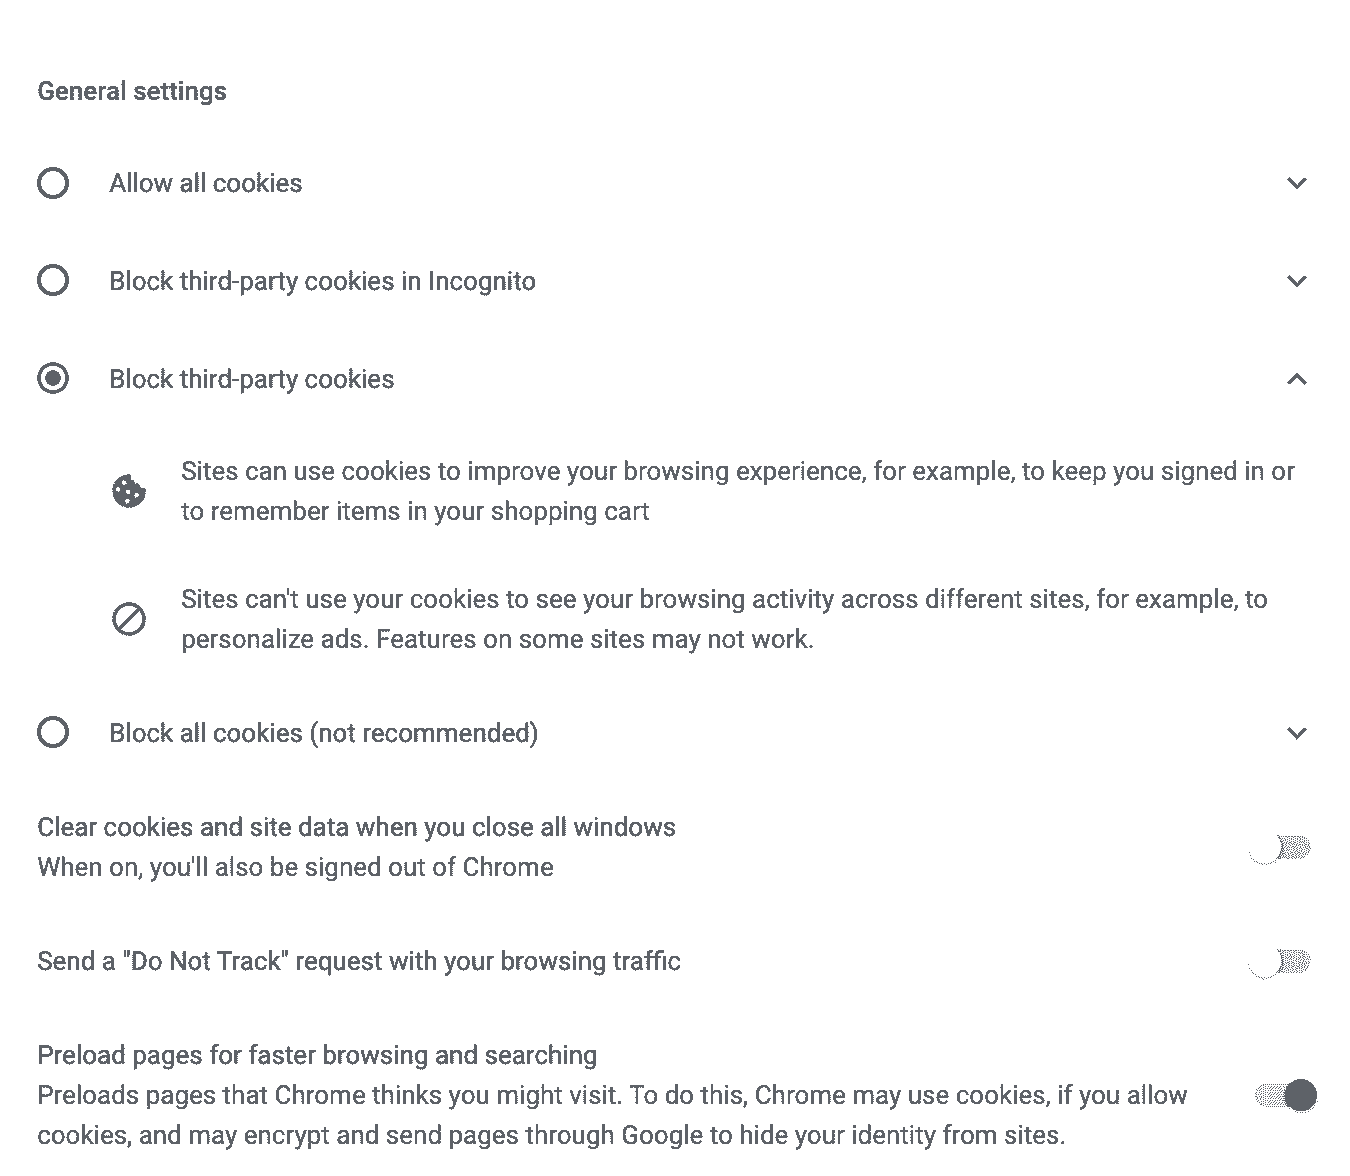 General settings
Allow all cookies
Block third-party cookies in Incognito
Block third-party cookies
Sites can use cookies to improve your browsing experience, for example, to keep you signed in or
to remember items in your shopping cart
Sites can't use your cookies to see your browsing activity across different sites, for example, to
personalize ads. Features on some sites may not work.
Block all cookies (not recommended)
Clear cookies and site data when you close all windows
When on, you'll also be signed out of Chrome
Send a "Do Not Track" request with your browsing traffic
Preload pages for faster browsing and searching
Preloads pages that Chrome thinks you might visit. To do this, Chrome may use cookies, if you allow
cookies, and may encrypt and send pages through Google to hide your identity from sites.